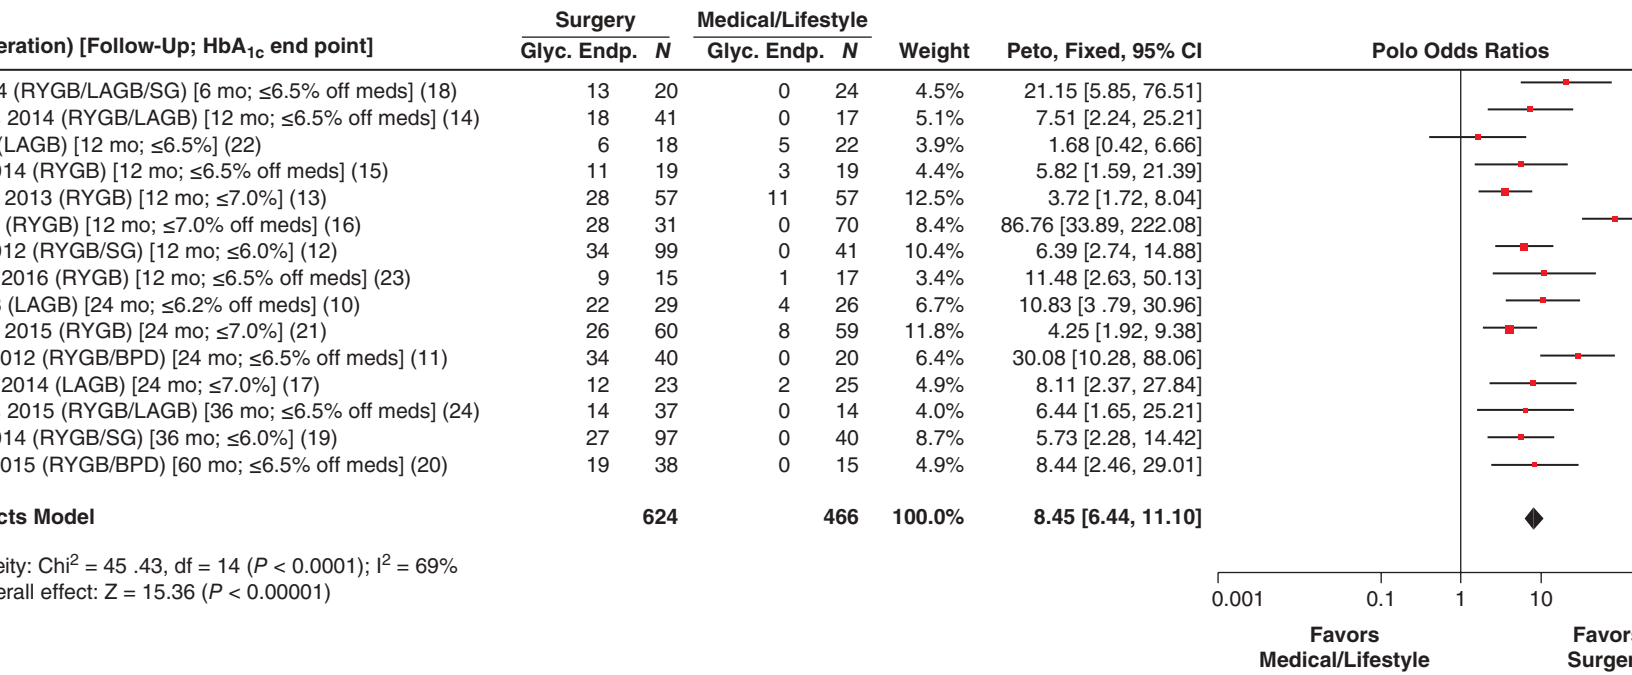 Surgery Medical/Lifestyle
eration) [Follow-Up; HbA1c end point] Glyc. Endp. N Glyc. Endp. N Weight Peto, Fixed, 95% CI Polo Odds Ratios
4 (RYGB/LAGB/SG) [6 mo; ≤6.5% off meds] (18) 13 20 0 24 4.5% 21.15 [5.85, 76.51]
2014 (RYGB/LAGB) [12 mo; ≤6.5% off meds] (14) 18 41 0 17 5.1% 7.51 [2.24, 25.21]
(LAGB) [12 mo; ≤6.5%] (22) 6 18 5 22 3.9% 1.68 [0.42, 6.66]
014 (RYGB) [12 mo; ≤6.5% off meds] (15) 11 19 3 19 4.4% 5.82 [1.59, 21.39]
2013 (RYGB) [12 mo; ≤7.0%] (13) 28 57 11 57 12.5% 3.72 [1.72, 8.04]
(RYGB) [12 mo; ≤7.0% off meds] (16) 28 31 0 70 8.4% 86.76 [33.89, 222.08]
012 (RYGB/SG) [12 mo; ≤6.0%] (12) 34 99 0 41 10.4% 6.39 [2.74, 14.88]
2016 (RYGB) [12 mo; ≤6.5% off meds] (23) 9 15 1 17 3.4% 11.48 [2.63, 50.13]
(LAGB) [24 mo; ≤6.2% off meds] (10) 22 29 4 26 6.7% 10.83 [3 .79, 30.96]
2015 (RYGB) [24 mo; ≤7.0%] (21) 26 60 8 59 11.8% 4.25 [1.92, 9.38]
2012 (RYGB/BPD) [24 mo; ≤6.5% off meds] (11) 34 40 0 20 6.4% 30.08 [10.28, 88.06]
2014 (LAGB) [24 mo; ≤7.0%] (17) 12 23 2 25 4.9% 8.11 [2.37, 27.84]
2015 (RYGB/LAGB) [36 mo; ≤6.5% off meds] (24) 14 37 0 14 4.0% 6.44 [1.65, 25.21]
014 (RYGB/SG) [36 mo; ≤6.0%] (19) 27 97 0 40 8.7% 5.73 [2.28, 14.42]
2015 (RYGB/BPD) [60 mo; ≤6.5% off meds] (20) 19 38 0 15 4.9% 8.44 [2.46, 29.01]
cts Model 624 466 100.0% 8.45 [6.44, 11.10]
eity: Chi2 = 45 .43, df = 14 (P < 0.0001); I2 = 69%
erall effect: Z = 15.36 (P < 0.00001)
0.001 0.1 1 10
Favors Favors
Medical/Lifestyle Surger